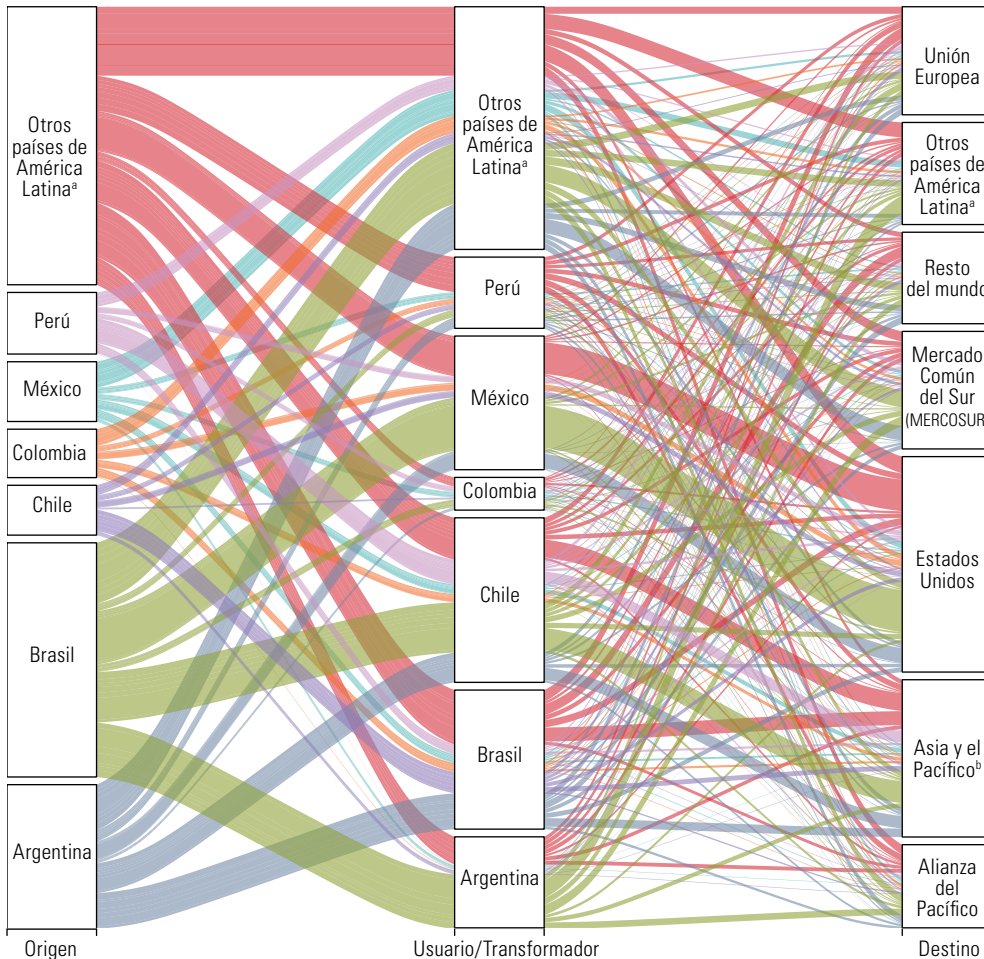 Otros
países de
América
Latinaᵃ
Perú
México
Colombia
Chile
Brasil
Argentina
Origen
Otros
países de
América
Latinaᵃ
Perú
México
Colombia
Chile
Brasil
Argentina
Usuario/Transformador
Unión
Europea
Otros
países de
América
Latinaᵃ
Resto
del mundo
Mercado
Común
del Sur
(MERCOSUR)
Estados
Unidos
Asia y el
Pacíficoᵇ
Alianza
del
Pacífico
Destino